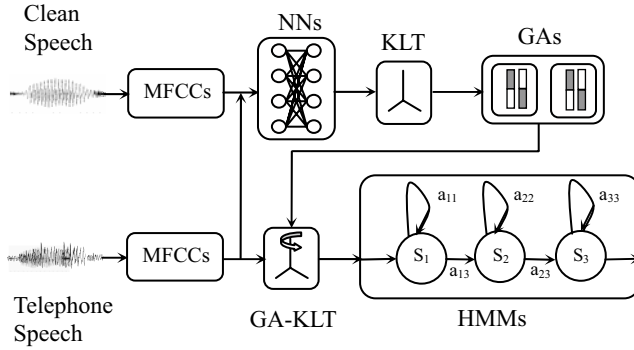 Clean
Speech
NNs
KLT
GAs
MFCCs
a11
a22
a33
MFCCs
S1
S2
S3
a13
a23
Telephone
Speech
GA-KLT
HMMs